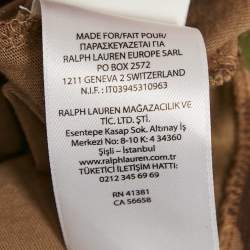 MADE FOR/FAIT POUR/
ΠΑΡΑΣΚΕΥΑΖΕΤΑΙ ΓΙΑ
RALPH LAUREN EUROPE SARL
PO BOX 2572
1211 GENEVA 2 SWITZERLAND
N.I.F.: IT03945310963
RALPH LAUREN MAĞAZACILIK VE
TİC. LTD. ŞTİ.
Esentepe Kasap Sok. Altınay İş
Merkezi No: 8-10 K: 4 34360
Şişli – İstanbul
www.ralphlauren.com.tr
TÜKETİCİ İLETİŞİM HATTI:
0212 345 69 69
RN 41381
CA 56658